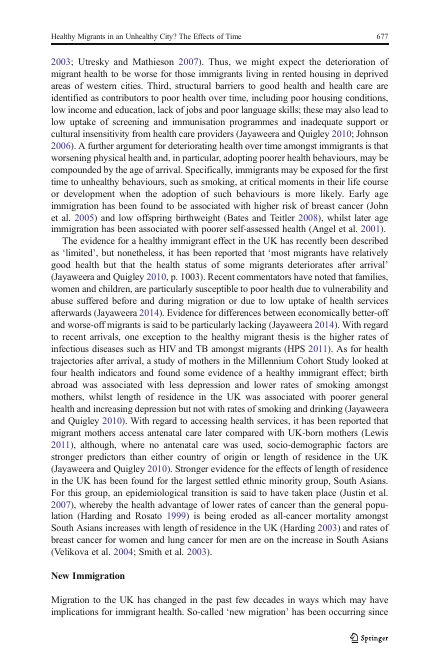 Healthy Migrants in an Unhealthy City? The Effects of Time 677
2003; Utresky and Mathieson 2007). Thus, we might expect the deterioration of
migrant health to be worse for those immigrants living in rented housing in deprived
areas of western cities. Third, structural barriers to good health and health care are
identified as contributors to poor health over time, including poor housing conditions,
low income and education, lack of jobs and poor language skills; these may also lead to
low uptake of screening and immunisation programmes and inadequate support or
cultural insensitivity from health care providers (Jayaweera and Quigley 2010; Johnson
2006). A further argument for deteriorating health over time amongst immigrants is that
worsening physical health and, in particular, adopting poorer health behaviours, may be
compounded by the age of arrival. Specifically, immigrants may be exposed for the first
time to unhealthy behaviours, such as smoking, at critical moments in their life course
or development when the adoption of such behaviours is more likely. Early age
immigration has been found to be associated with higher risk of breast cancer (John
et al. 2005) and low offspring birthweight (Bates and Teitler 2008), whilst later age
immigration has been associated with poorer self-assessed health (Angel et al. 2001).
The evidence for a healthy immigrant effect in the UK has recently been described
as ‘limited’, but nonetheless, it has been reported that ‘most migrants have relatively
good health but that the health status of some migrants deteriorates after arrival’
(Jayaweera and Quigley 2010, p. 1003). Recent commentators have noted that families,
women and children, are particularly susceptible to poor health due to vulnerability and
abuse suffered before and during migration or due to low uptake of health services
afterwards (Jayaweera 2014). Evidence for differences between economically better-off
and worse-off migrants is said to be particularly lacking (Jayaweera 2014). With regard
to recent arrivals, one exception to the healthy migrant thesis is the higher rates of
infectious diseases such as HIV and TB amongst migrants (HPS 2011). As for health
trajectories after arrival, a study of mothers in the Millennium Cohort Study looked at
four health indicators and found some evidence of a healthy immigrant effect; birth
abroad was associated with less depression and lower rates of smoking amongst
mothers, whilst length of residence in the UK was associated with poorer general
health and increasing depression but not with rates of smoking and drinking (Jayaweera
and Quigley 2010). With regard to accessing health services, it has been reported that
migrant mothers access antenatal care later compared with UK-born mothers (Lewis
2011), although, where no antenatal care was used, socio-demographic factors are
stronger predictors than either country of origin or length of residence in the UK
(Jayaweera and Quigley 2010). Stronger evidence for the effects of length of residence
in the UK has been found for the largest settled ethnic minority group, South Asians.
For this group, an epidemiological transition is said to have taken place (Justin et al.
2007), whereby the health advantage of lower rates of cancer than the general popu-
lation (Harding and Rosato 1999) is being eroded as all-cancer mortality amongst
South Asians increases with length of residence in the UK (Harding 2003) and rates of
breast cancer for women and lung cancer for men are on the increase in South Asians
(Velikova et al. 2004; Smith et al. 2003).
New Immigration
Migration to the UK has changed in the past few decades in ways which may have
implications for immigrant health. So-called ‘new migration’ has been occurring since
Springer